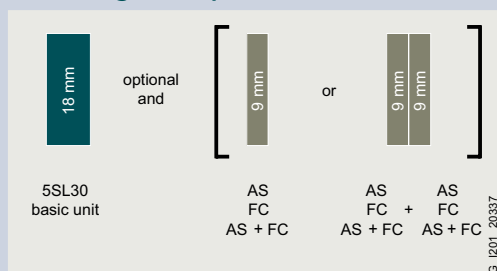 18 mm
optional
and
9 mm
or
9 mm
9 mm
5SL30
basic unit
AS
FC
AS + FC
AS AS
FC + FC
AS + FC AS + FC
I201_20337